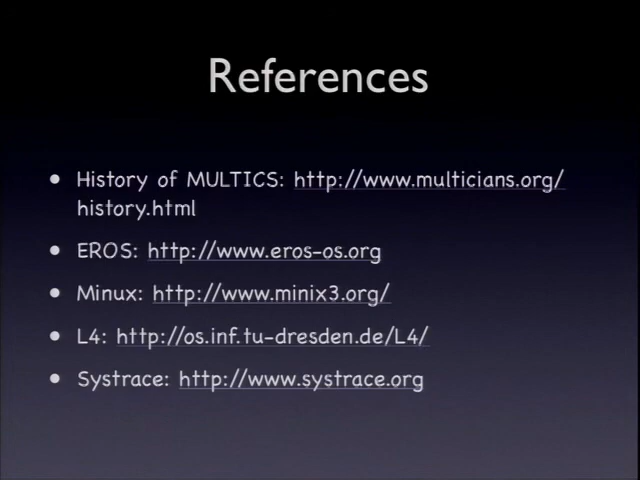 References
• History of MULTICS: http://www.multicians.org/
history.html
• EROS: http://www.eros-os.org
• Minux: http://www.minix3.org/
• L4: http://os.inf.tu-dresden.de/L4/
• Systrace: http://www.systrace.org